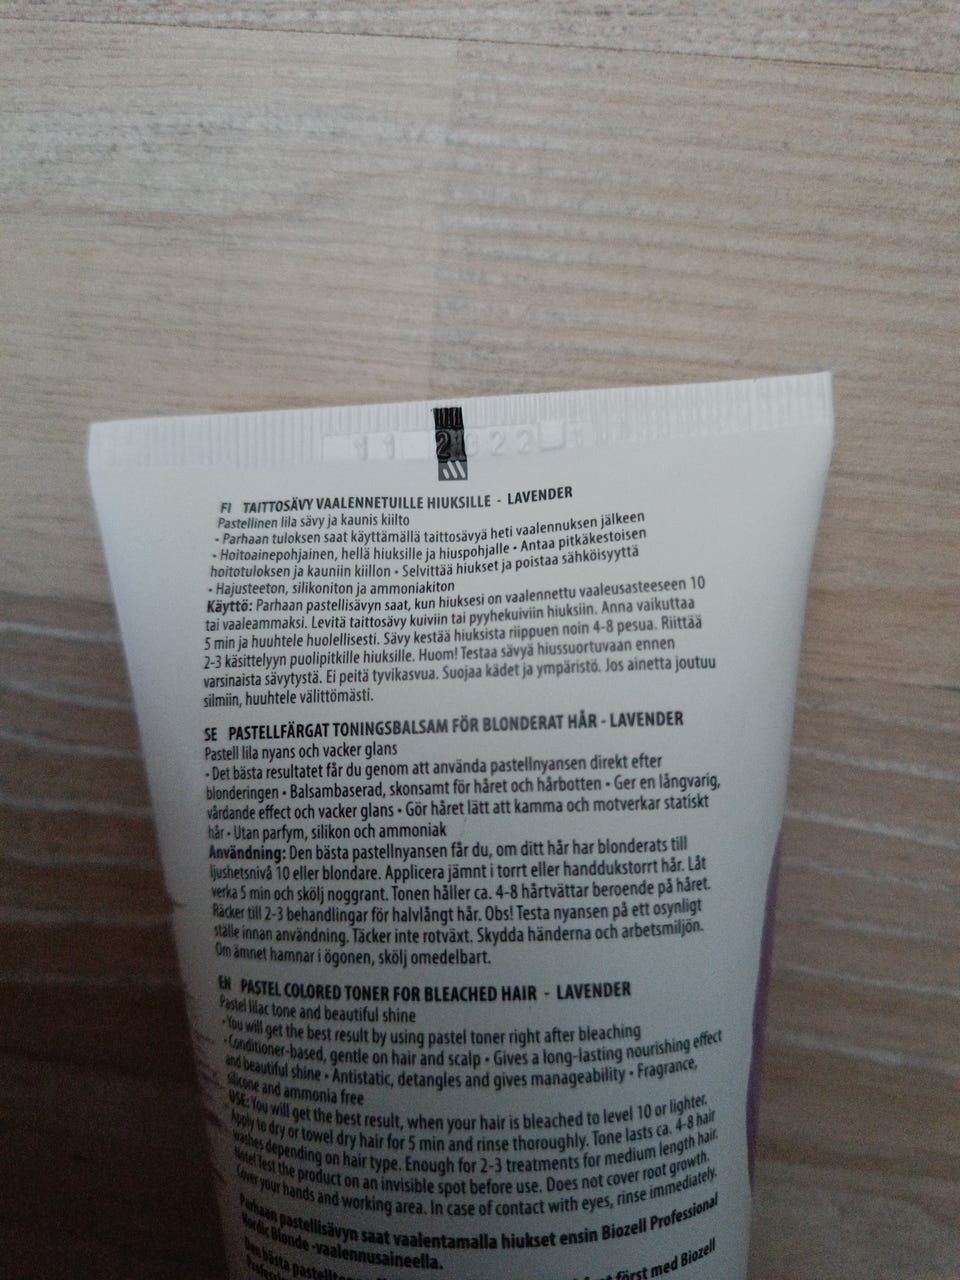 11 21022
FI TAITTOSÄVY VAALENNETUILLE HIUKSILLE - LAVENDER
Pastellinen lila sävy ja kaunis kiilto
• Parhaan tuloksen saat käyttämällä taittosävyä heti vaalennuksen jälkeen
• Hoitoainepohjainen, hellä hiuksille ja hiuspohjalle • Antaa pitkäkestoisen
hoitotuloksen ja kauniin kiillon • Selvittää hiukset ja poistaa sähköisyyttä
• Hajusteeton, silikoniton ja ammoniakiton
Käyttö: Parhaan pastellisävyn saat, kun hiuksesi on vaalennettu vaaleusasteeseen 10
tai vaaleammaksi. Levitä taittosävy kuiviin tai pyyhekuiviin hiuksiin. Anna vaikuttaa
5 min ja huuhtele huolellisesti. Sävy kestää hiuksista riippuen noin 4-8 pesua. Riittää
2-3 käsittelyyn puolipitkille hiuksille. Huom! Testaa sävyä hiussuortuvaan ennen
varsinaista sävytystä. Ei peitä tyvikasvua. Suojaa kädet ja ympäristö. Jos ainetta joutuu
silmiin, huuhtele välittömästi.
SE PASTELLFÄRGAT TONINGSBALSAM FÖR BLONDERAT HÅR - LAVENDER
Pastell lila nyans och vacker glans
• Det bästa resultatet får du genom att använda pastellnyansen direkt efter
blonderingen • Balsambaserad, skonsamt för håret och hårbotten • Ger en långvarig,
vårdande effect och vacker glans • Gör håret lätt att kamma och motverkar statiskt
hår • Utan parfym, silikon och ammoniak
Användning: Den bästa pastellnyansen får du, om ditt hår har blonderats till
ljushetsnivå 10 eller blondare. Applicera jämnt i torrt eller handdukstorrt hår. Låt
verka 5 min och skölj noggrant. Tonen håller ca. 4-8 hårtvättar beroende på håret.
Räcker till 2-3 behandlingar för halvlångt hår. Obs! Testa nyansen på ett osynligt
ställe innan användning. Täcker inte rotväxt. Skydda händerna och arbetsmiljön.
Om ämnet hamnar i ögonen, skölj omedelbart.
EN PASTEL COLORED TONER FOR BLEACHED HAIR - LAVENDER
Pastel lilac tone and beautiful shine
• You will get the best result by using pastel toner right after bleaching
• Conditioner-based, gentle on hair and scalp • Gives a long-lasting nourishing effect
and beautiful shine • Antistatic, detangles and gives manageability • Fragrance,
silicone and ammonia free
USE: You will get the best result, when your hair is bleached to level 10 or lighter.
Apply to dry or towel dry hair for 5 min and rinse thoroughly. Tone lasts ca. 4-8 hair
washes depending on hair type. Enough for 2-3 treatments for medium length hair.
Note! Test the product on an invisible spot before use. Does not cover root growth.
Cover your hands and working area. In case of contact with eyes, rinse immediately.
Parhaan pastellisävyn saat vaalentamalla hiukset ensin Biozell Professional
Nordic Blonde -vaalennusaineella.
Den bästa först med Biozell